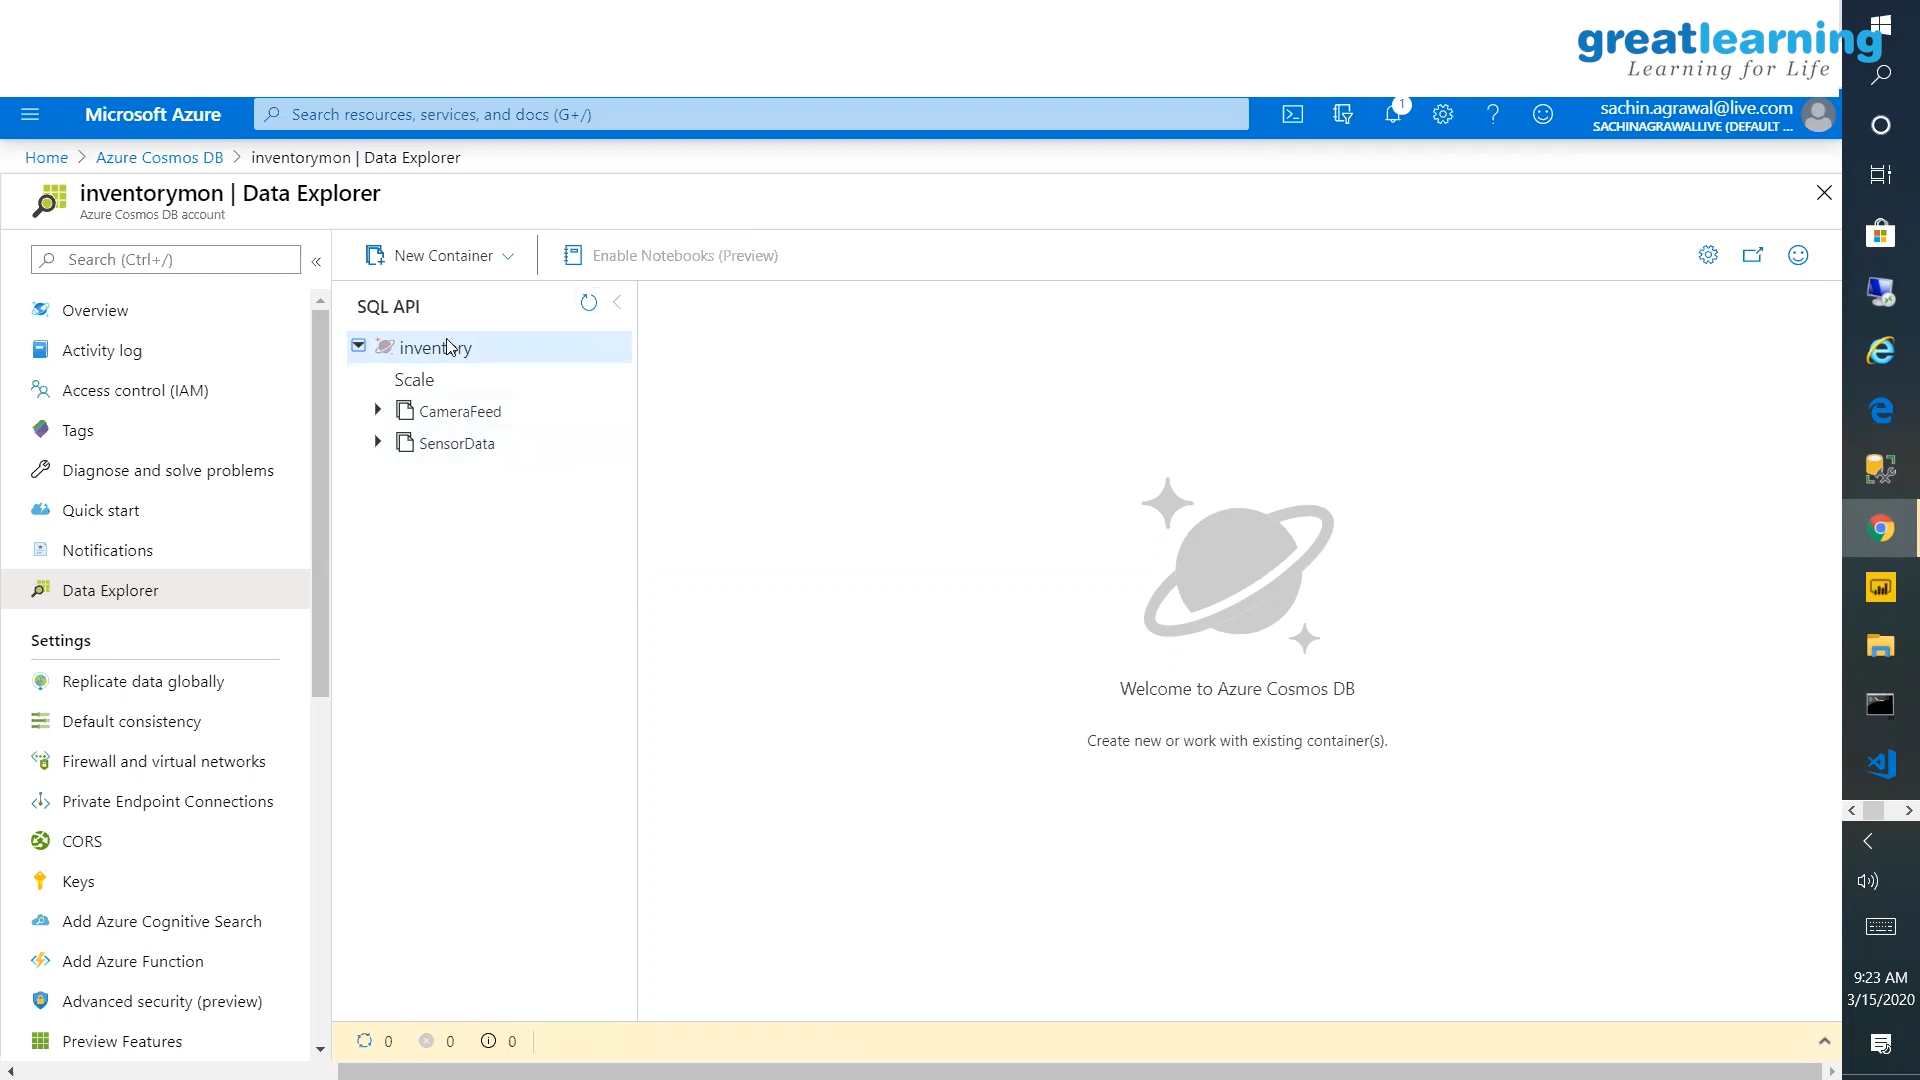 greatlearning
Learning for Life
Microsoft Azure
Search resources, services, and docs (G+/)
1
sachin.agrawal@live.com
SACHINAGRAWALLIVE (DEFAULT ...
Home > Azure Cosmos DB > inventorymon | Data Explorer
inventorymon | Data Explorer
Azure Cosmos DB account
Search (Ctrl+/)
«
New Container
Enable Notebooks (Preview)
Overview
Activity log
Access control (IAM)
Tags
Diagnose and solve problems
Quick start
Notifications
Data Explorer
Settings
Replicate data globally
Default consistency
Firewall and virtual networks
Private Endpoint Connections
CORS
Keys
Add Azure Cognitive Search
Add Azure Function
Advanced security (preview)
Preview Features
SQL API
inventory
Scale
CameraFeed
SensorData
Welcome to Azure Cosmos DB
Create new or work with existing container(s).
0 0 0
9:23 AM
3/15/2020